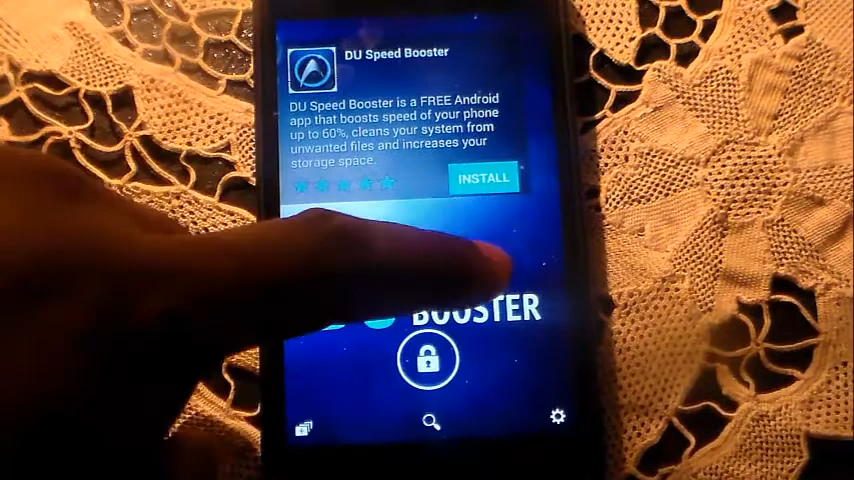 DU Speed Booster
DU Speed Booster is a FREE Android
app that boosts speed of your phone
up to 60%, cleans your system from
unwanted files and increases your
storage space.
INSTALL
BOOSTER